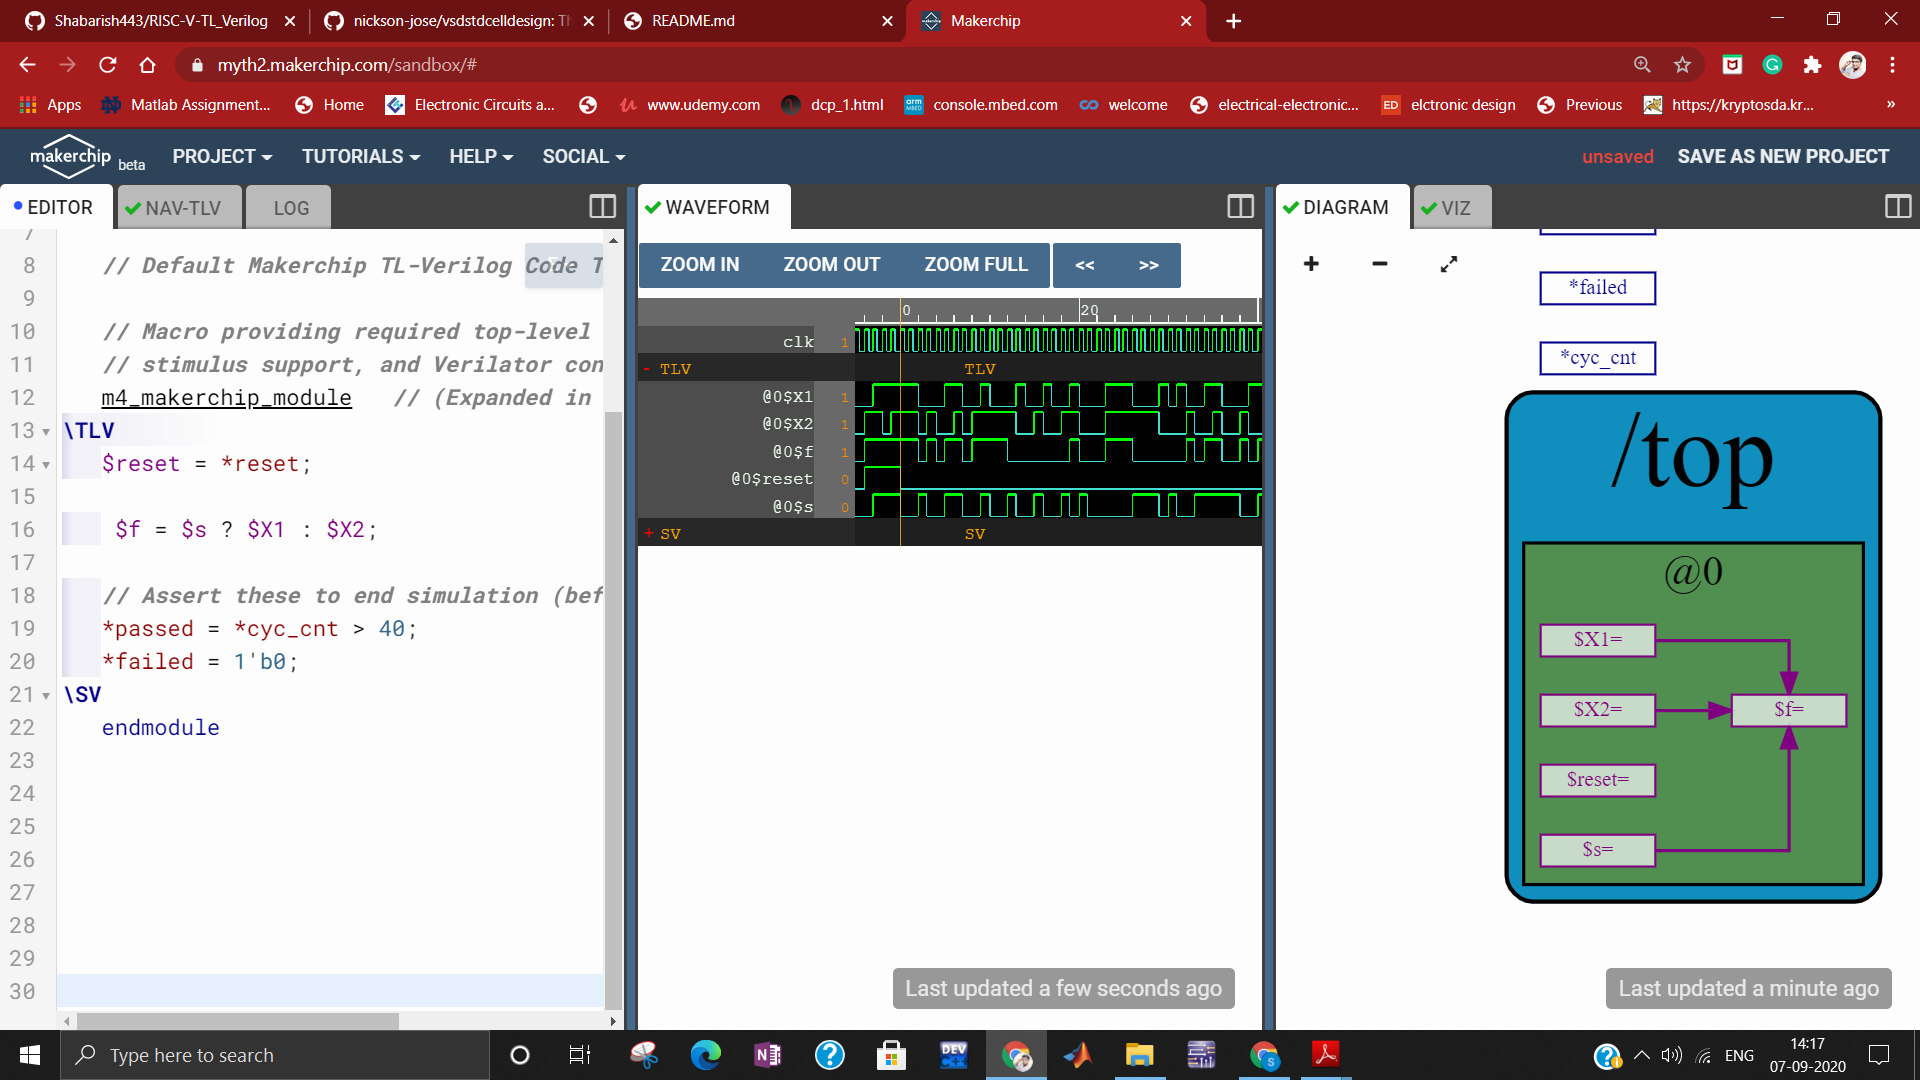 Shabarish443/RISC-V-TL_Verilog
nickson-jose/vsdstdcelldesign: Th
README.md
Makerchip
myth2.makerchip.com/sandbox/#
Apps
Matlab Assignment...
Home
Electronic Circuits a...
www.udemy.com
dcp_1.html
arm MBED
console.mbed.com
welcome
electrical-electronic...
ED
elctronic design
Previous
https://kryptosda.kr...
»
makerchip beta
PROJECT
TUTORIALS
HELP
SOCIAL
unsaved
SAVE AS NEW PROJECT
EDITOR
NAV-TLV
LOG
7
8 // Default Makerchip TL-Verilog Code T
9
10 // Macro providing required top-level
11 // stimulus support, and Verilator con
12 m4_makerchip_module // (Expanded in
13 \TLV
14 $reset = *reset;
15
16 $f = $s ? $X1 : $X2;
17
18 // Assert these to end simulation (bef
19 *passed = *cyc_cnt > 40;
20 *failed = 1'b0;
21 \SV
22 endmodule
23
24
25
26
27
28
29
30
WAVEFORM
ZOOM IN
ZOOM OUT
ZOOM FULL
<<
>>
0
20
clk 1
- TLV TLV
@0$X1 1
@0$X2 1
@0$f 1
@0$reset 0
@0$s 0
+ SV SV
Last updated a few seconds ago
DIAGRAM
VIZ
*failed
*cyc_cnt
/top
@0
$X1=
$X2=
$f=
$reset=
$s=
Last updated a minute ago
Type here to search
DEV
ENG
14:17
07-09-2020